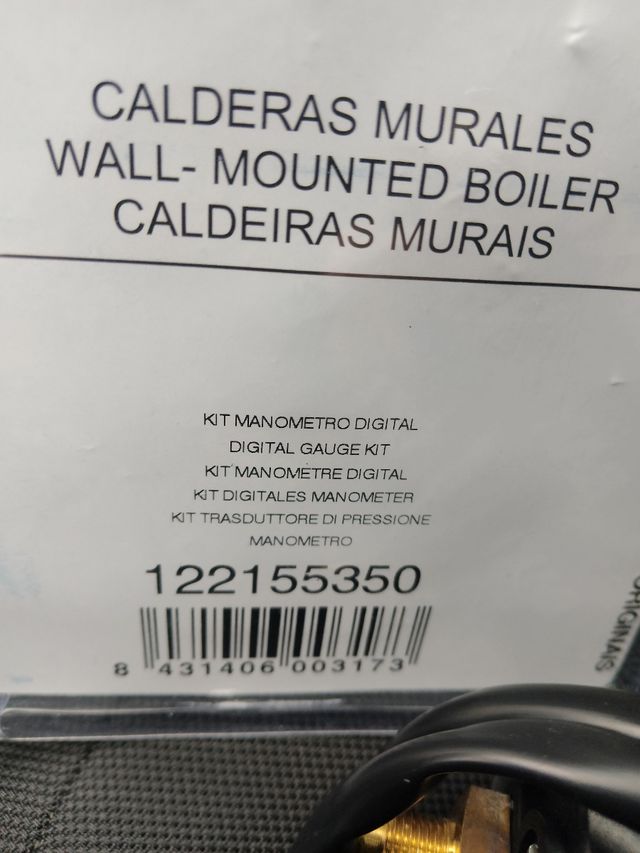 CALDERAS MURALES
WALL- MOUNTED BOILER
CALDEIRAS MURAIS
KIT MANOMETRO DIGITAL
DIGITAL GAUGE KIT
KIT MANOMETRE DIGITAL
KIT DIGITALES MANOMETER
KIT TRASDUTTORE DI PRESSIONE
MANOMETRO
122155350
8 431406 003173
ORIGINAIS